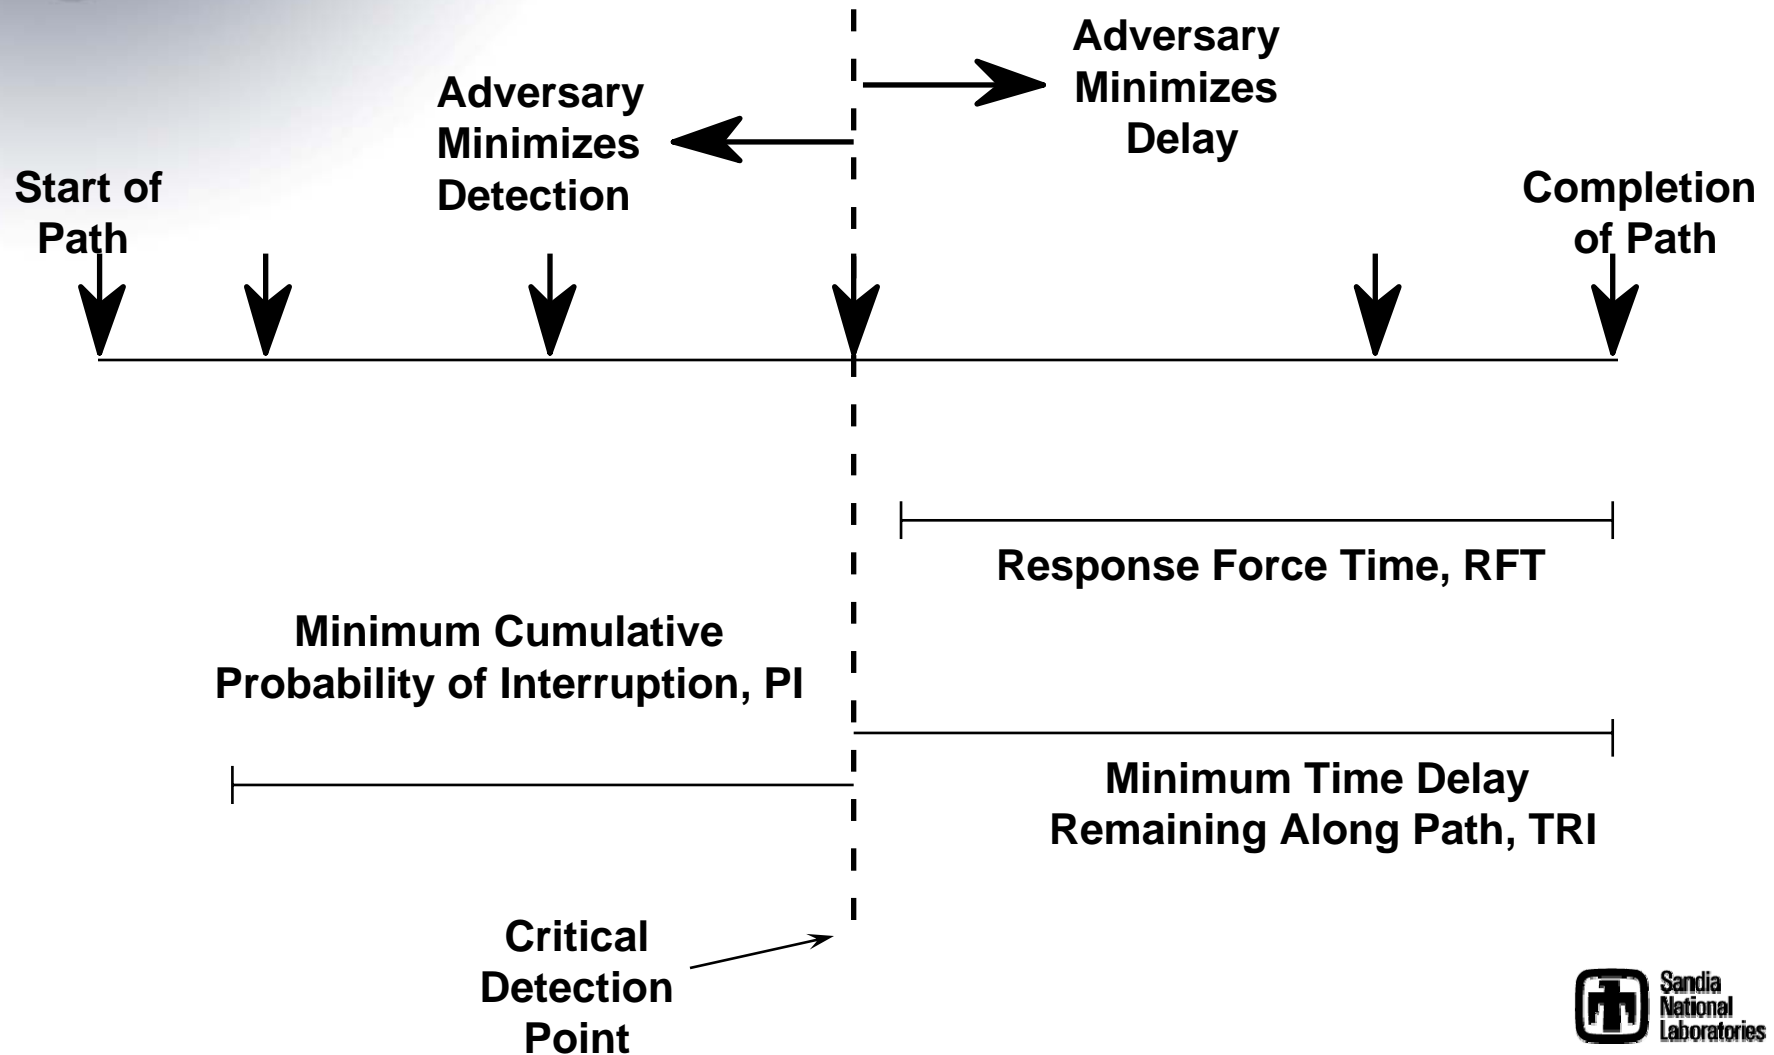 Adversary
Minimizes
Delay
Adversary
Minimizes
Detection
Start of
Path
Completion
of Path
Response Force Time, RFT
Minimum Cumulative
Probability of Interruption, PI
Minimum Time Delay
Remaining Along Path, TRI
Critical
Detection
Point
Sandia
National
Laboratories